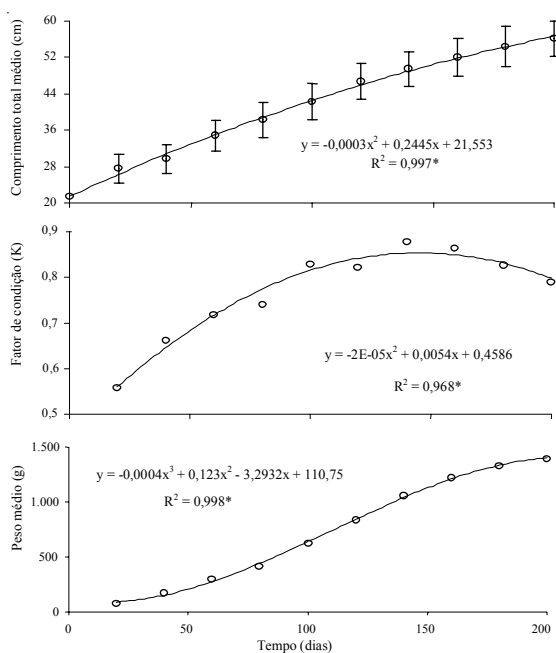 Comprimento total médio (cm)
60
52
44
36
28
20
y = -0,0003x² + 0,2445x + 21,553
R² = 0,997*
Fator de condição (K)
0,9
0,8
0,7
0,6
0,5
y = -2E-05x² + 0,0054x + 0,4586
R² = 0,968*
Peso médio (g)
1.500
1.000
500
0
y = -0,0004x³ + 0,123x² - 3,2932x + 110,75
R² = 0,998*
0 50 100 150 200
Tempo (dias)